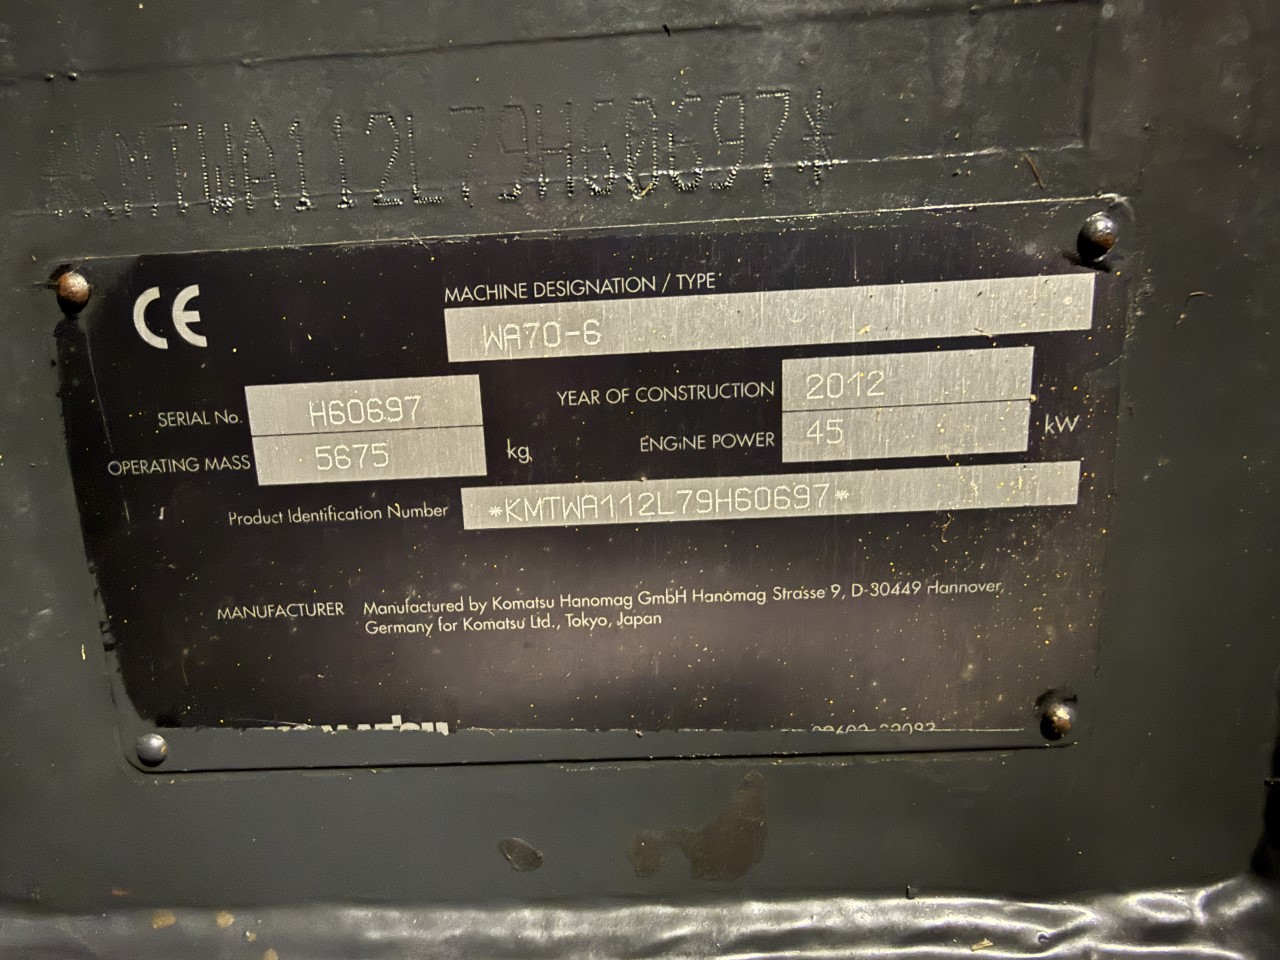 *KMTWA112L79H60697*
CE
MACHINE DESIGNATION / TYPE
WA70-6
SERIAL No. H60697
YEAR OF CONSTRUCTION 2012
OPERATING MASS 5675 kg
ENGINE POWER 45 kW
Product Identification Number *KMTWA112L79H60697*
MANUFACTURER Manufactured by Komatsu Hanomag GmbH Hanomag Strasse 9, D-30449 Hannover,
Germany for Komatsu Ltd., Tokyo, Japan